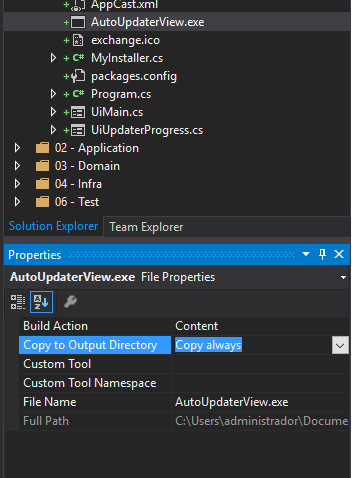 AppCast.xml
AutoUpdaterView.exe
exchange.ico
MyInstaller.cs
packages.config
Program.cs
UiMain.cs
UiUpdaterProgress.cs
02 - Application
03 - Domain
04 - Infra
06 - Test
Solution Explorer Team Explorer
Properties
AutoUpdaterView.exe File Properties
Build Action Content
Copy to Output Directory Copy always
Custom Tool
Custom Tool Namespace
File Name AutoUpdaterView.exe
Full Path C:\Users\administrador\Docume